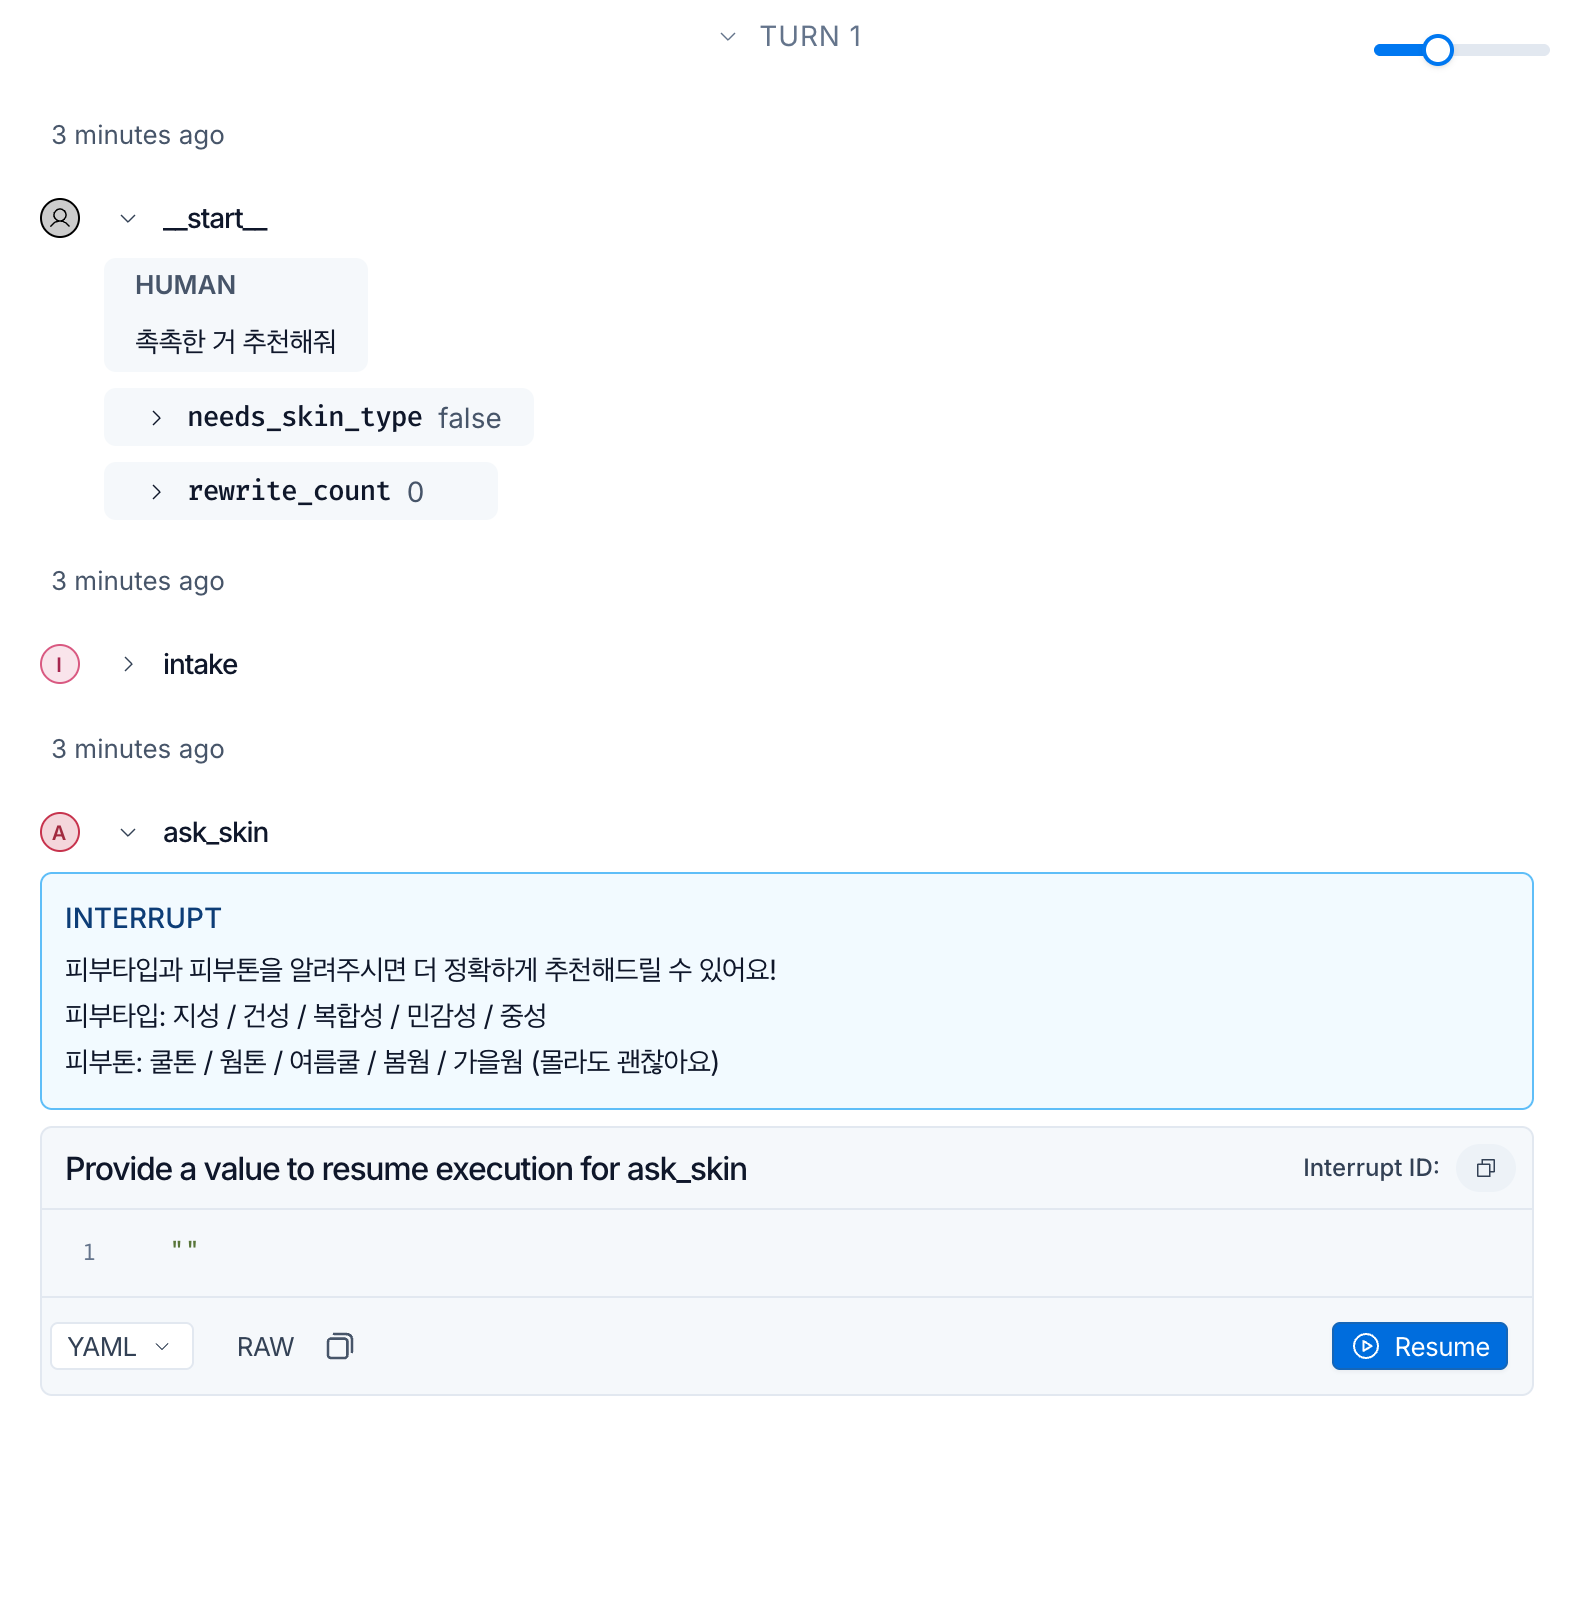 TURN 1
3 minutes ago
__start__
HUMAN
촉촉한 거 추천해줘
needs_skin_type false
rewrite_count 0
3 minutes ago
I
intake
3 minutes ago
A
ask_skin
INTERRUPT
피부타입과 피부톤을 알려주시면 더 정확하게 추천해드릴 수 있어요!
피부타입: 지성 / 건성 / 복합성 / 민감성 / 중성
피부톤: 쿨톤 / 웜톤 / 여름쿨 / 봄웜 / 가을웜 (몰라도 괜찮아요)
Provide a value to resume execution for ask_skin
Interrupt ID:
1 ""
YAML RAW
Resume